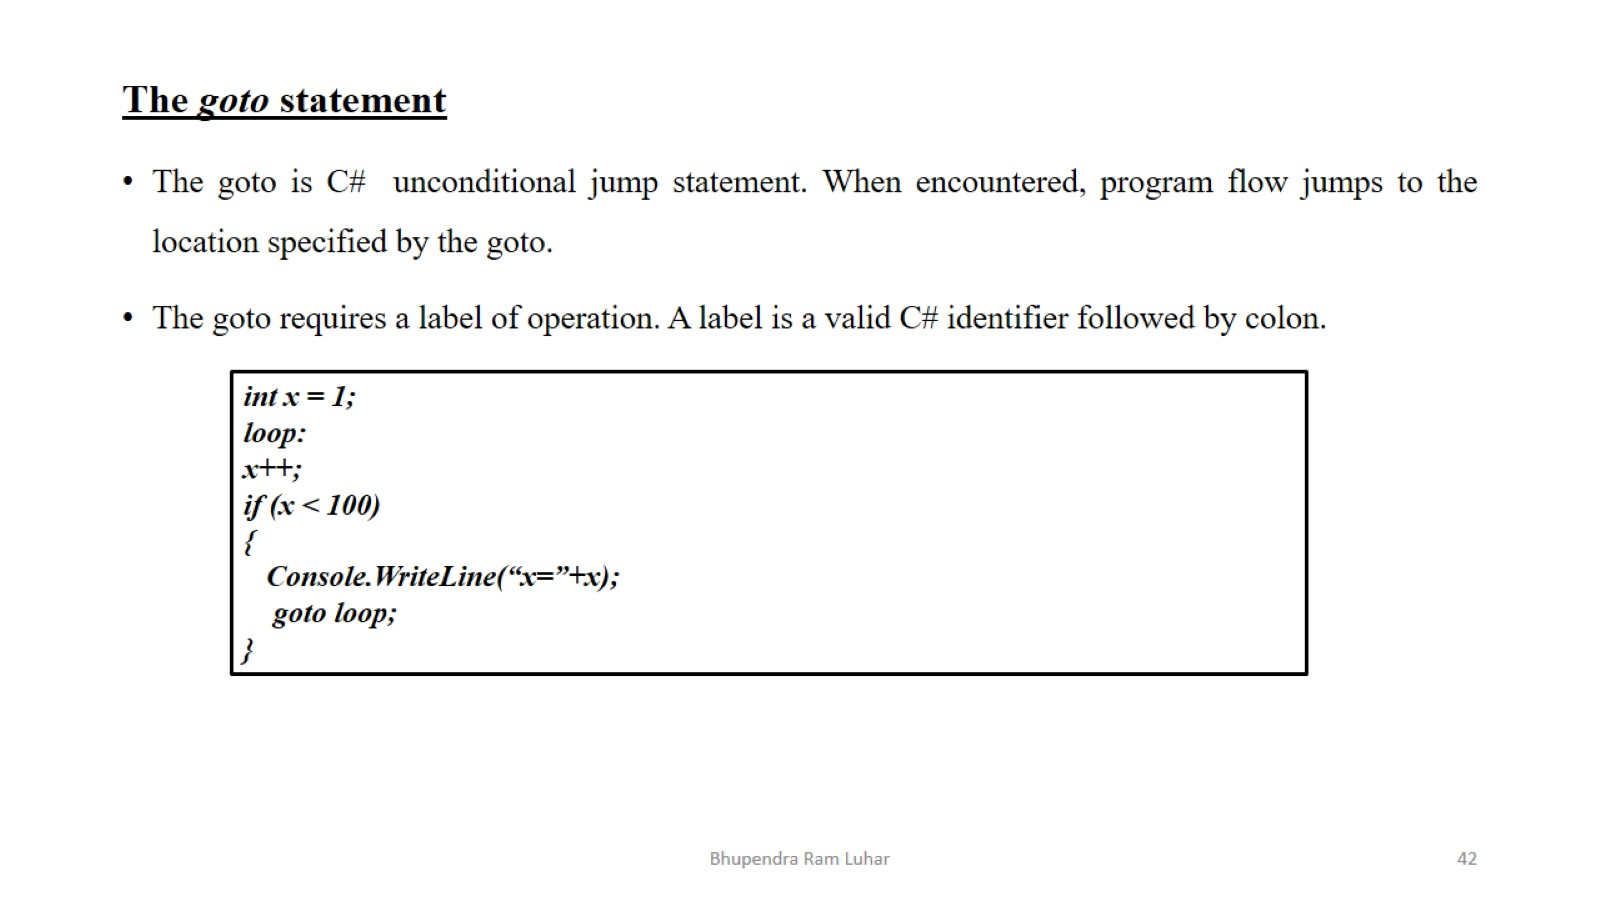 The goto statement
• The goto is C# unconditional jump statement. When encountered, program flow jumps to the
location specified by the goto.
• The goto requires a label of operation. A label is a valid C# identifier followed by colon.
int x = 1;
loop:
x++;
if (x < 100)
{
Console.WriteLine(“x=”+x);
goto loop;
}
Bhupendra Ram Luhar
42